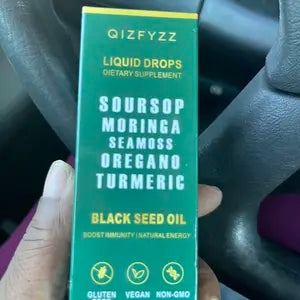 QIZFYZZ
LIQUID DROPS
DIETARY SUPPLEMENT
SOURSOP
MORINGA
SEAMOSS
OREGANO
TURMERIC
BLACK SEED OIL
BOOST IMMUNITY | NATURAL ENERGY
GLUTEN VEGAN NON-GMO